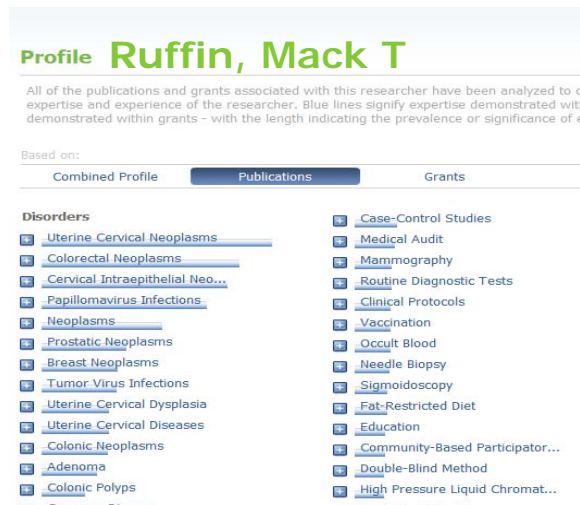 Profile Ruffin, Mack T
All of the publications and grants associated with this researcher have been analyzed to
expertise and experience of the researcher. Blue lines signify expertise demonstrated
demonstrated within grants - with the length indicating the prevalence or significance of
Based on:
Combined Profile Publications Grants
Disorders
Uterine Cervical Neoplasms
Colorectal Neoplasms
Cervical Intraepithelial Neo...
Papillomavirus Infections
Neoplasms
Prostatic Neoplasms
Breast Neoplasms
Tumor Virus Infections
Uterine Cervical Dysplasia
Uterine Cervical Diseases
Colonic Neoplasms
Adenoma
Colonic Polyps
Case-Control Studies
Medical Audit
Mammography
Routine Diagnostic Tests
Clinical Protocols
Vaccination
Occult Blood
Needle Biopsy
Sigmoidoscopy
Fat-Restricted Diet
Education
Community-Based Participator...
Double-Blind Method
High Pressure Liquid Chromat...